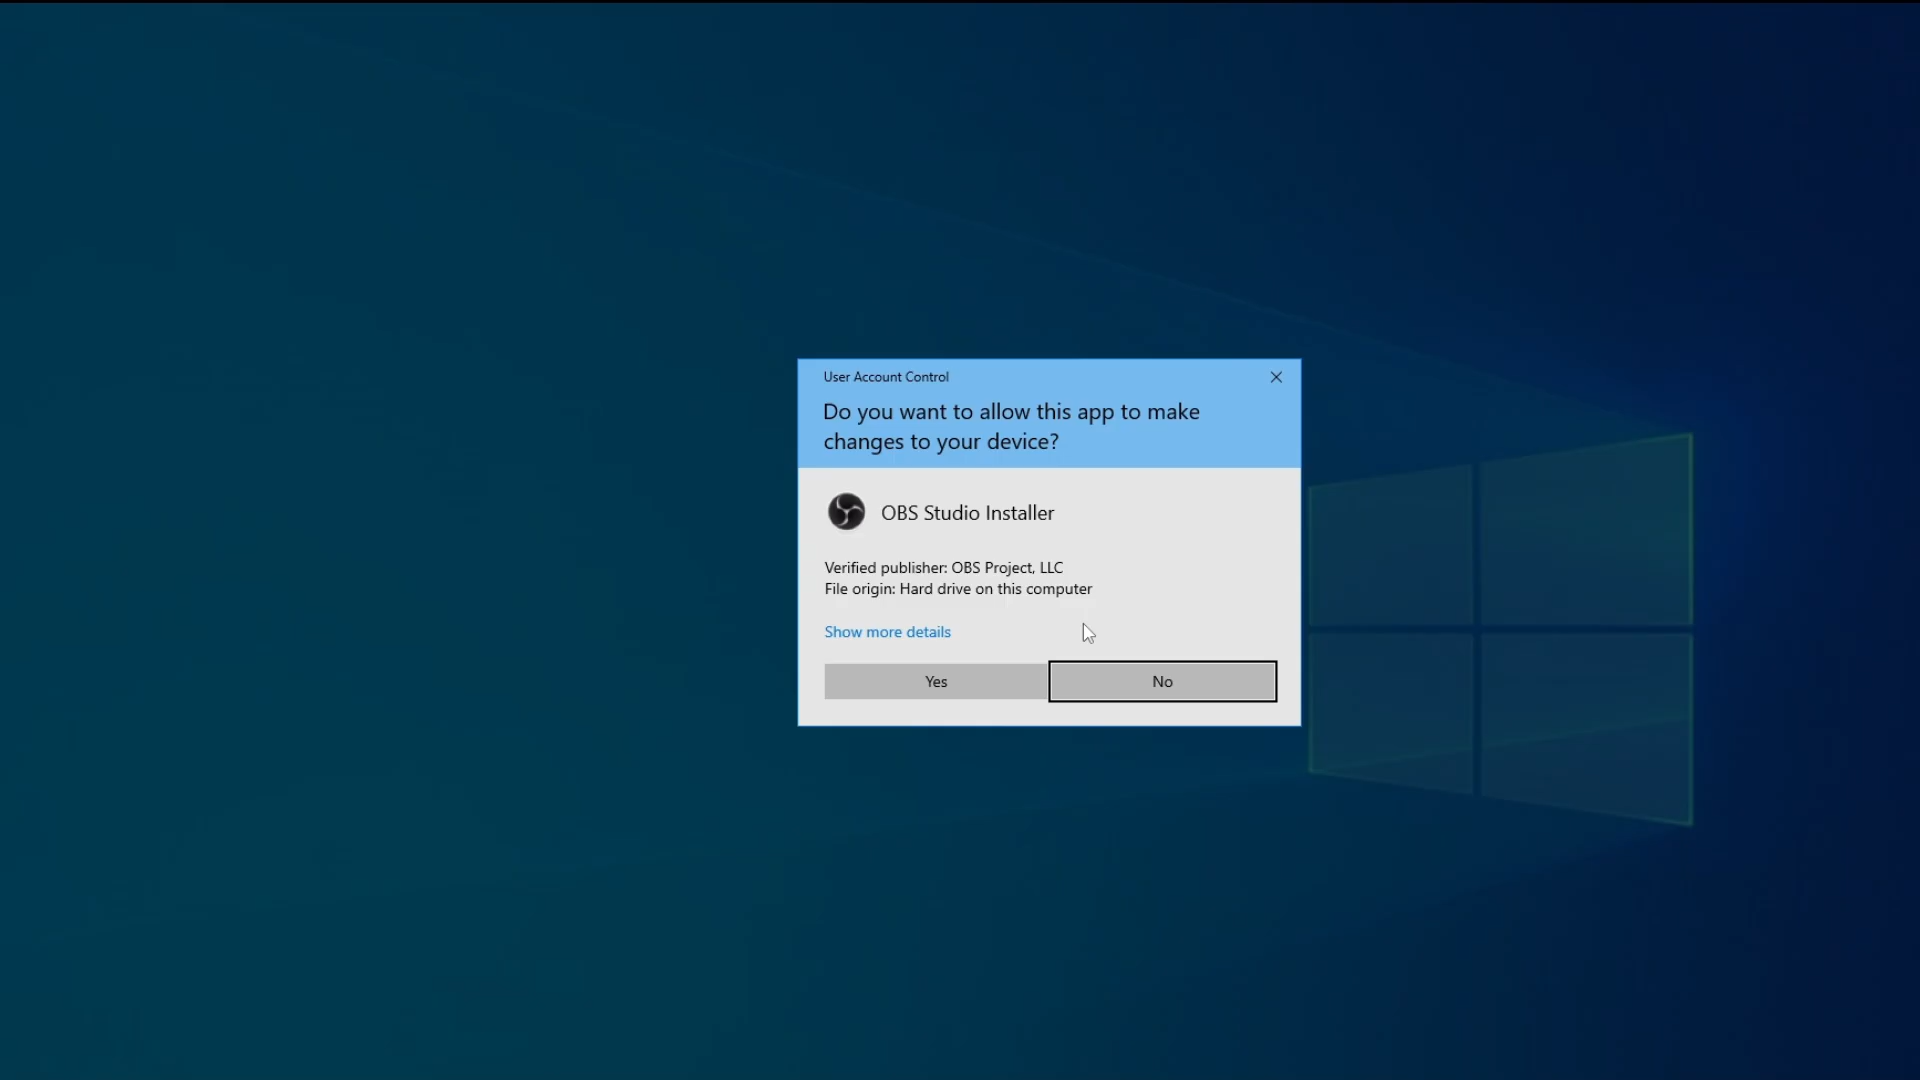 User Account Control
Do you want to allow this app to make
changes to your device?
OBS Studio Installer
Verified publisher: OBS Project, LLC
File origin: Hard drive on this computer
Show more details
Yes
No